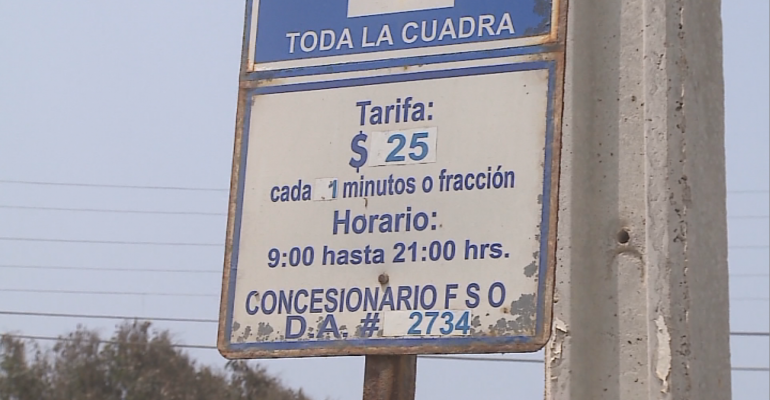 TODA LA CUADRA
Tarifa:
$ 25
cada 1 minutos o fracción
Horario:
9:00 hasta 21:00 hrs.
CONCESIONARIO F S O
D.A. # 2734